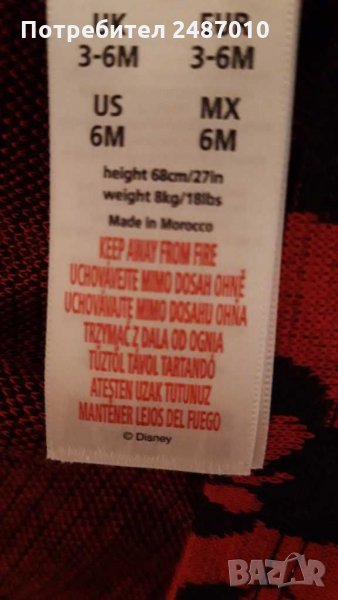 Потребител 2487010
UK EUR
3-6M 3-6M
US MX
6M 6M
height 68cm/27in
weight 8kg/18lbs
Made in Morocco
KEEP AWAY FROM FIRE
UCHOVÁVEJTE MIMO DOSAH OHNĚ
UCHOVÁVAJTE MIMO DOSAHU OHŇA
TRZYMAĆ Z DALA OD OGNIA
TŰZTŐL TÁVOL TARTANDÓ
ATEŞTEN UZAK TUTUNUZ
MANTENER LEJOS DEL FUEGO
© Disney
BAZAR